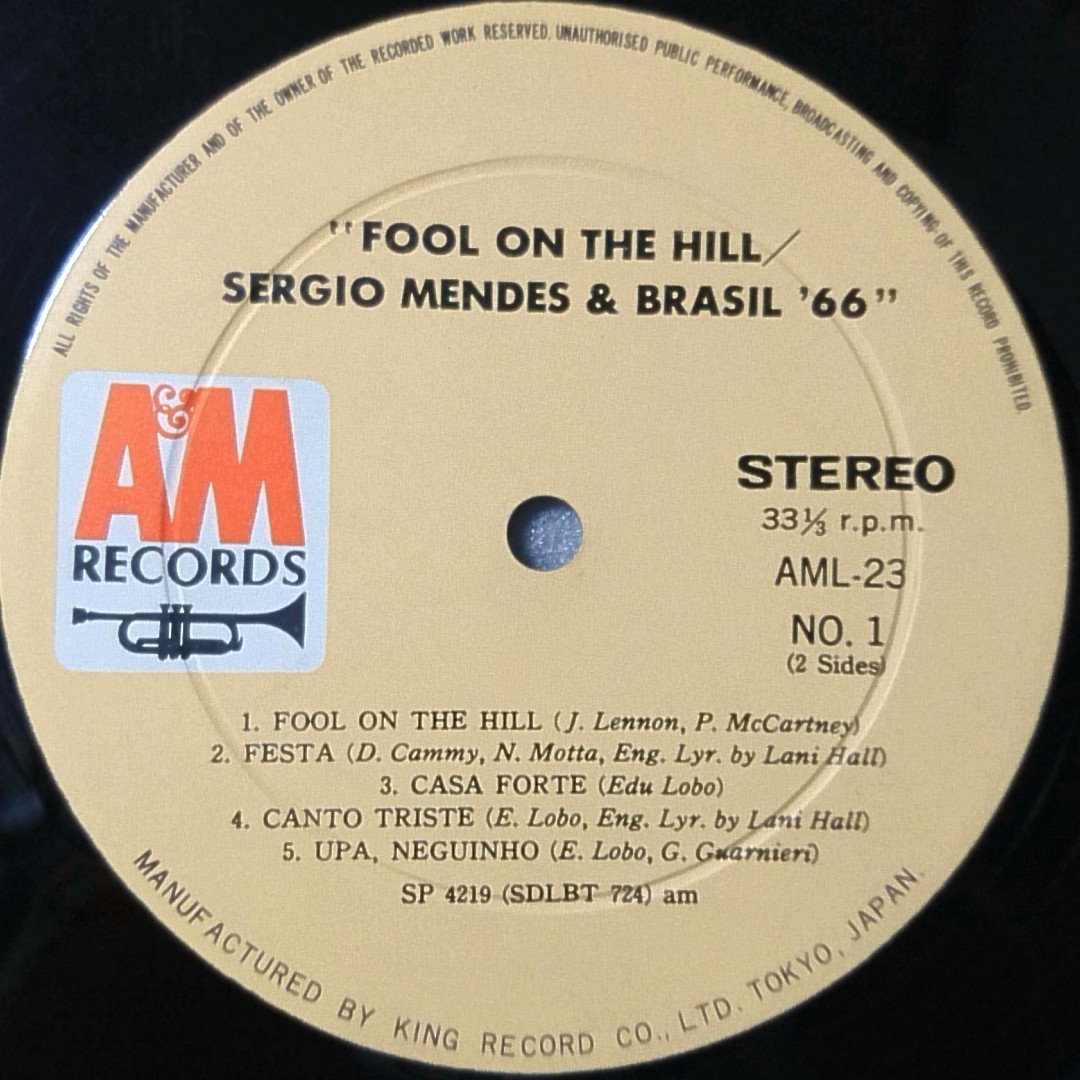 ALL RIGHTS OF THE MANUFACTURER AND OF THE OWNER OF THE RECORDED WORK RESERVED. UNAUTHORISED PUBLIC PERFORMANCE, BROADCASTING AND COPYING OF THIS RECORD PROHIBITED.
"FOOL ON THE HILL/
SERGIO MENDES & BRASIL '66"
A&M
RECORDS
STEREO
33⅓ r.p.m.
AML-23
NO. 1
(2 Sides)
1. FOOL ON THE HILL (J. Lennon, P. McCartney)
2. FESTA (D. Cammy, N. Motta, Eng. Lyr. by Lani Hall)
3. CASA FORTE (Edu Lobo)
4. CANTO TRISTE (E. Lobo, Eng. Lyr. by Lani Hall)
5. UPA, NEGUINHO (E. Lobo, G. Guarnieri)
SP 4219 (SDLBT 724) am
MANUFACTURED BY KING RECORD CO., LTD. TOKYO, JAPAN.